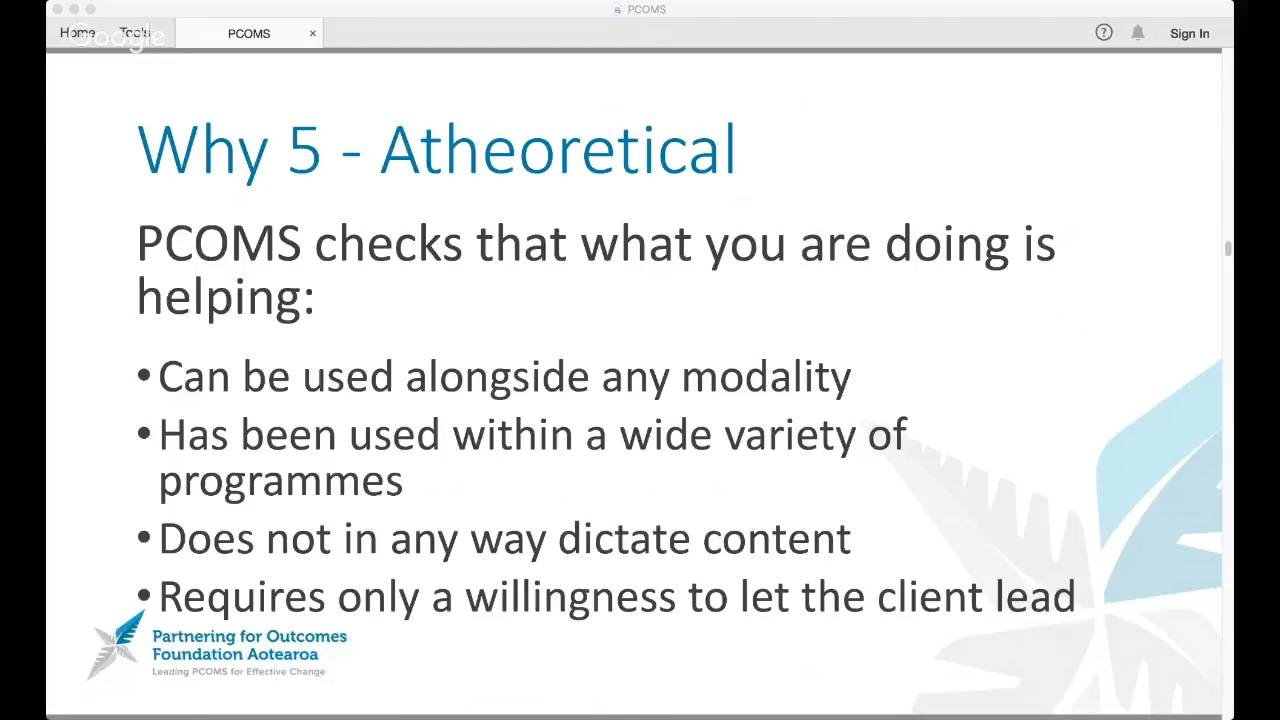 PCOMS
Home Tools PCOMS × ? Sign In
Google
Why 5 - Atheoretical
PCOMS checks that what you are doing is
helping:
•Can be used alongside any modality
•Has been used within a wide variety of
programmes
•Does not in any way dictate content
•Requires only a willingness to let the client lead
Partnering for Outcomes
Foundation Aotearoa
Leading PCOMS for Effective Change